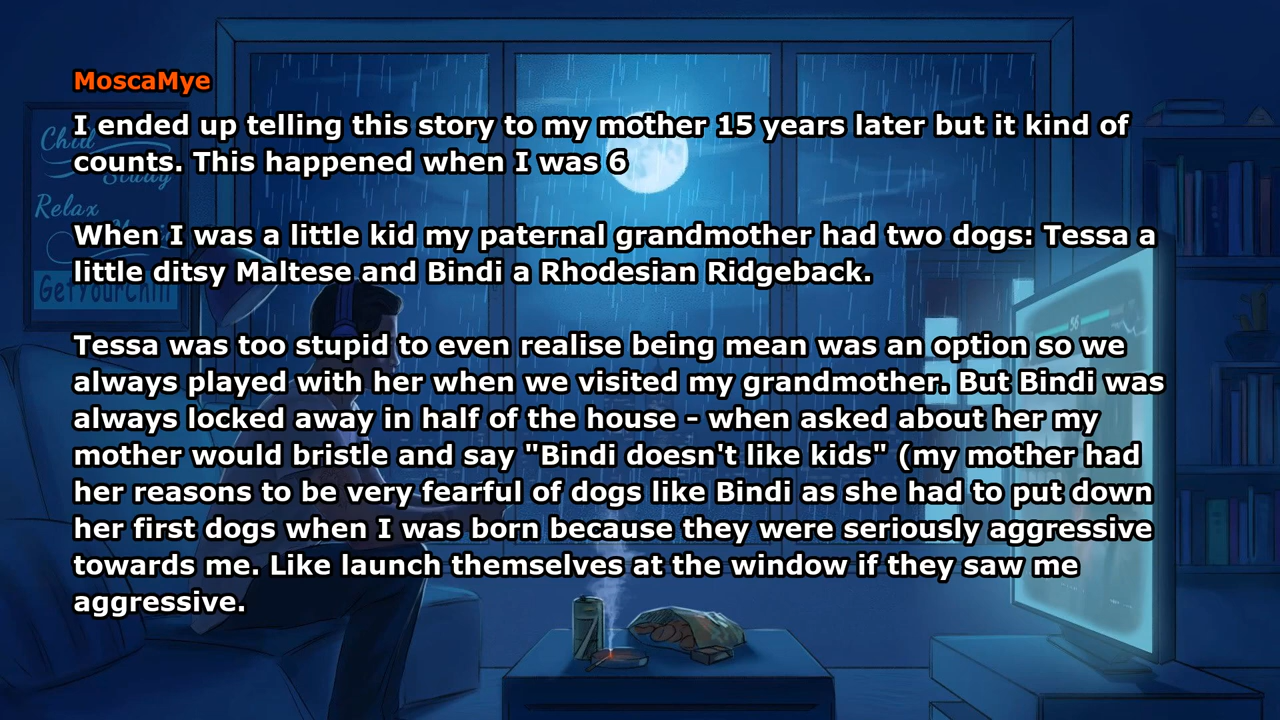 MoscaMye
I ended up telling this story to my mother 15 years later but it kind of
counts. This happened when I was 6
When I was a little kid my paternal grandmother had two dogs: Tessa a
little ditsy Maltese and Bindi a Rhodesian Ridgeback.
Tessa was too stupid to even realise being mean was an option so we
always played with her when we visited my grandmother. But Bindi was
always locked away in half of the house - when asked about her my
mother would bristle and say "Bindi doesn't like kids" (my mother had
her reasons to be very fearful of dogs like Bindi as she had to put down
her first dogs when I was born because they were seriously aggressive
towards me. Like launch themselves at the window if they saw me
aggressive.
Chill
Study
Relax
GetYourChill
56